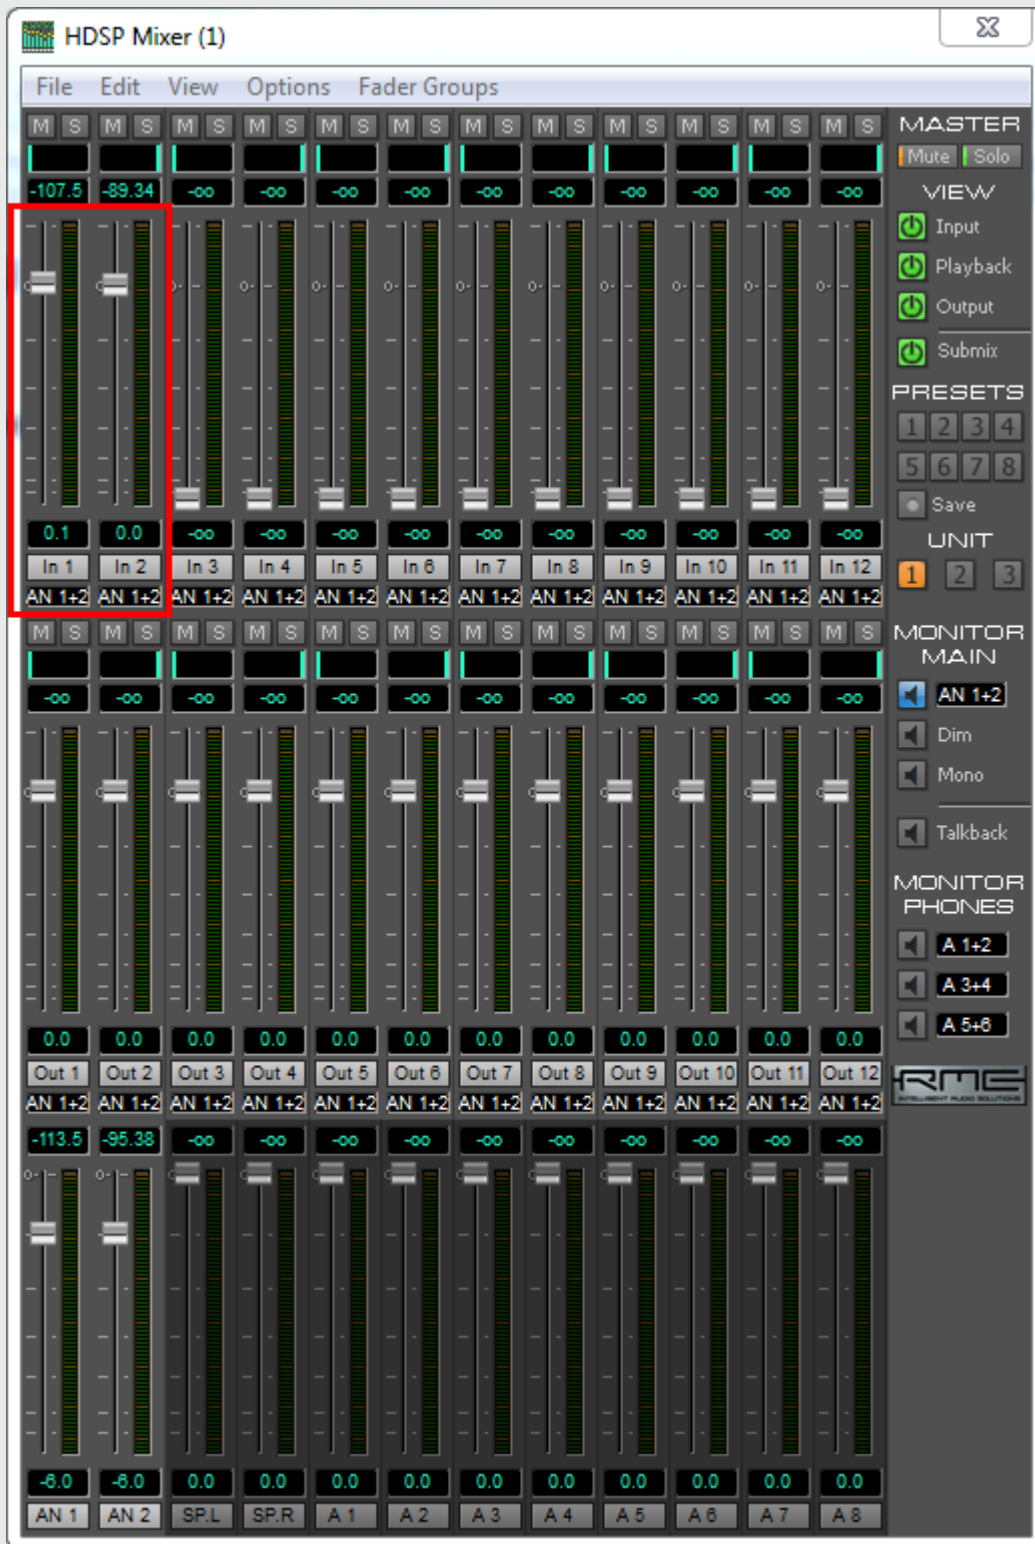 HDSP Mixer (1)
File Edit View Options Fader Groups
M S M S M S M S M S M S M S M S M S M S M S M S MASTER
Mute Solo
-107.5 -89.34 -oo -oo -oo -oo -oo -oo -oo -oo -oo -oo VIEW
Input
Playback
Output
Submix
PRESETS
1 2 3 4
5 6 7 8
Save
0.1 0.0 -oo -oo -oo -oo -oo -oo -oo -oo -oo -oo UNIT
In 1 In 2 In 3 In 4 In 5 In 6 In 7 In 8 In 9 In 10 In 11 In 12 1 2 3
AN 1+2 AN 1+2 AN 1+2 AN 1+2 AN 1+2 AN 1+2 AN 1+2 AN 1+2 AN 1+2 AN 1+2 AN 1+2 AN 1+2
M S M S M S M S M S M S M S M S M S M S M S M S MONITOR
MAIN
-oo -oo -oo -oo -oo -oo -oo -oo -oo -oo -oo -oo AN 1+2
Dim
Mono
Talkback
MONITOR
PHONES
A 1+2
A 3+4
A 5+6
0.0 0.0 0.0 0.0 0.0 0.0 0.0 0.0 0.0 0.0 0.0 0.0
Out 1 Out 2 Out 3 Out 4 Out 5 Out 6 Out 7 Out 8 Out 9 Out 10 Out 11 Out 12 RME
AN 1+2 AN 1+2 AN 1+2 AN 1+2 AN 1+2 AN 1+2 AN 1+2 AN 1+2 AN 1+2 AN 1+2 AN 1+2 AN 1+2 INTELLIGENT AUDIO SOLUTIONS
-113.5 -95.38 -oo -oo -oo -oo -oo -oo -oo -oo -oo -oo
-6.0 -6.0 0.0 0.0 0.0 0.0 0.0 0.0 0.0 0.0 0.0 0.0
AN 1 AN 2 SP.L SP.R A 1 A 2 A 3 A 4 A 5 A 6 A 7 A 8